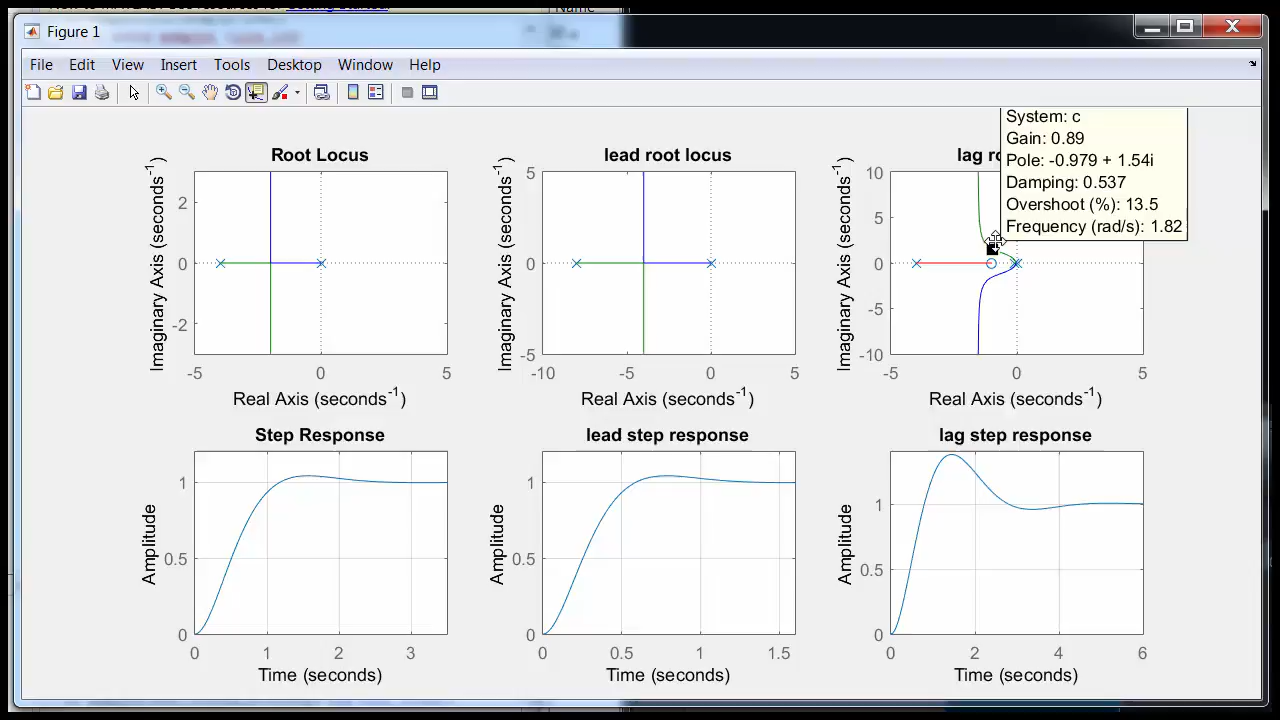 Getting Started
Name
Figure 1
File Edit View Insert Tools Desktop Window Help
System: c
Gain: 0.89
Pole: -0.979 + 1.54i
Damping: 0.537
Overshoot (%): 13.5
Frequency (rad/s): 1.82
Root Locus
Imaginary Axis (seconds-1)
2
0
-2
-5 0 5
Real Axis (seconds-1)
lead root locus
Imaginary Axis (seconds-1)
5
0
-5
-10 -5 0 5
Real Axis (seconds-1)
lag ro
Imaginary Axis (seconds-1)
10
5
0
-5
-10
-5 0 5
Real Axis (seconds-1)
Step Response
Amplitude
1
0.5
0
0 1 2 3
Time (seconds)
lead step response
Amplitude
1
0.5
0
0 0.5 1 1.5
Time (seconds)
lag step response
Amplitude
1
0.5
0
0 2 4 6
Time (seconds)